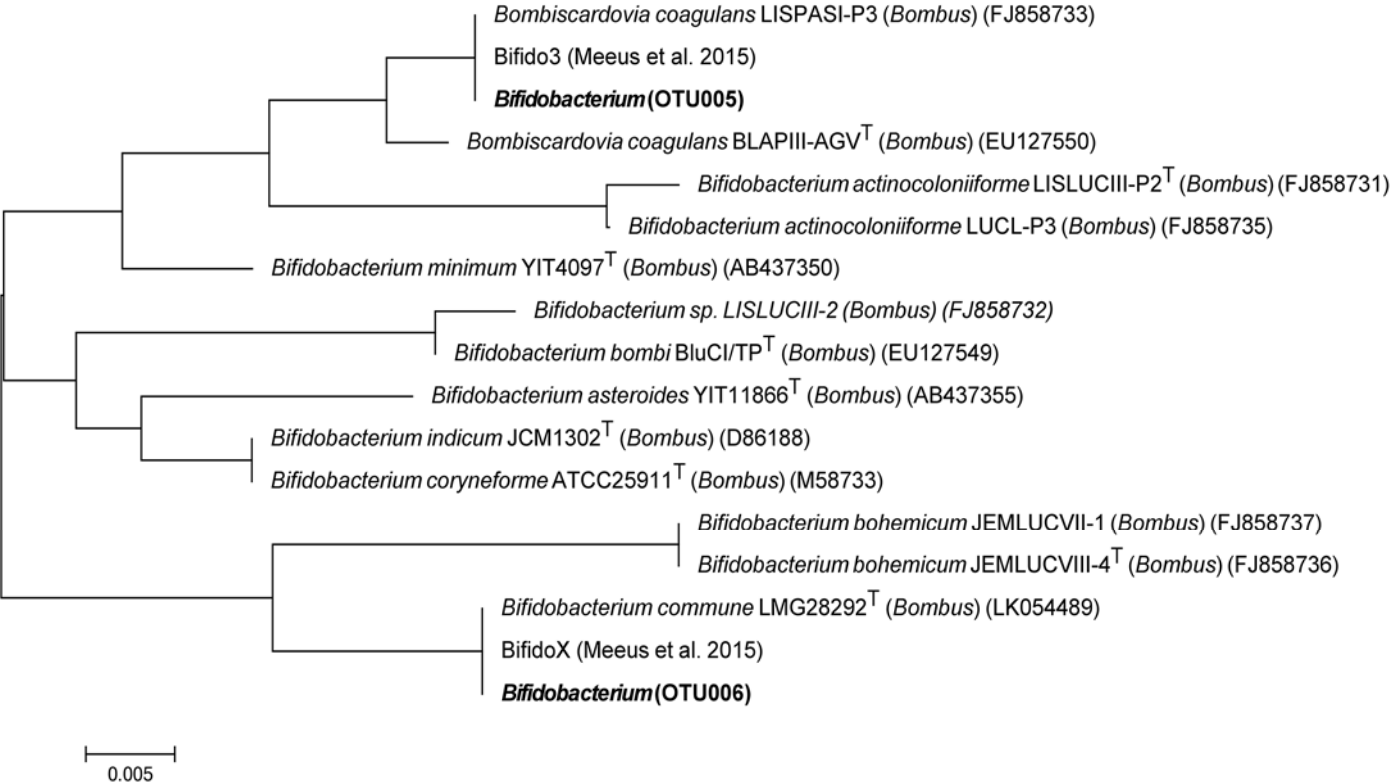 Bombiscardovia coagulans LISPASI-P3 (Bombus) (FJ858733)
Bifido3 (Meeus et al. 2015)
Bifidobacterium (OTU005)
Bombiscardovia coagulans BLAPIII-AGVT (Bombus) (EU127550)
Bifidobacterium actinocoloniiforme LISLUCIII-P2T (Bombus) (FJ858731)
Bifidobacterium actinocoloniiforme LUCL-P3 (Bombus) (FJ858735)
Bifidobacterium minimum YIT4097T (Bombus) (AB437350)
Bifidobacterium sp. LISLUCIII-2 (Bombus) (FJ858732)
Bifidobacterium bombi BluCI/TPT (Bombus) (EU127549)
Bifidobacterium asteroides YIT11866T (Bombus) (AB437355)
Bifidobacterium indicum JCM1302T (Bombus) (D86188)
Bifidobacterium coryneforme ATCC25911T (Bombus) (M58733)
Bifidobacterium bohemicum JEMLUCVII-1 (Bombus) (FJ858737)
Bifidobacterium bohemicum JEMLUCVIII-4T (Bombus) (FJ858736)
Bifidobacterium commune LMG28292T (Bombus) (LK054489)
BifidoX (Meeus et al. 2015)
Bifidobacterium (OTU006)
0.005